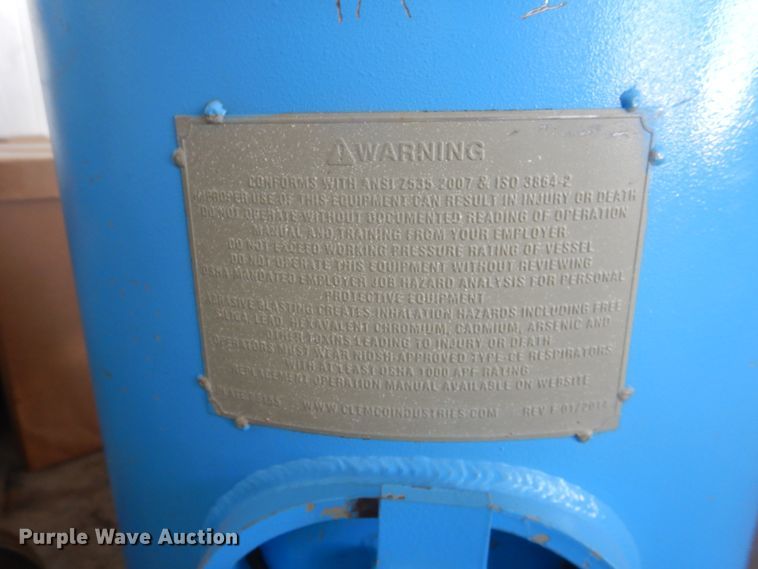 WARNING
CONFORMS WITH ANSI Z535 2007 & ISO 3864-2
IMPROPER USE OF THIS EQUIPMENT CAN RESULT IN INJURY OR DEATH
DO NOT OPERATE WITHOUT DOCUMENTED READING OF OPERATION
MANUAL AND TRAINING FROM YOUR EMPLOYER
DO NOT EXCEED WORKING PRESSURE RATING OF VESSEL
DO NOT OPERATE THIS EQUIPMENT WITHOUT REVIEWING
OSHA MANDATED EMPLOYER JOB HAZARD ANALYSIS FOR PERSONAL
PROTECTIVE EQUIPMENT
ABRASIVE BLASTING CREATES INHALATION HAZARDS INCLUDING FREE
SILICA, LEAD, HEXAVALENT CHROMIUM, CADMIUM, ARSENIC AND
OTHER TOXINS LEADING TO INJURY OR DEATH
OPERATORS MUST WEAR NIOSH-APPROVED TYPE-CE RESPIRATORS
WITH AT LEAST OSHA 1000 APF RATING
REPLACEMENT OPERATION MANUAL AVAILABLE ON WEBSITE
WWW.CLEMCOINDUSTRIES.COM REV F 01/2014
Purple Wave Auction